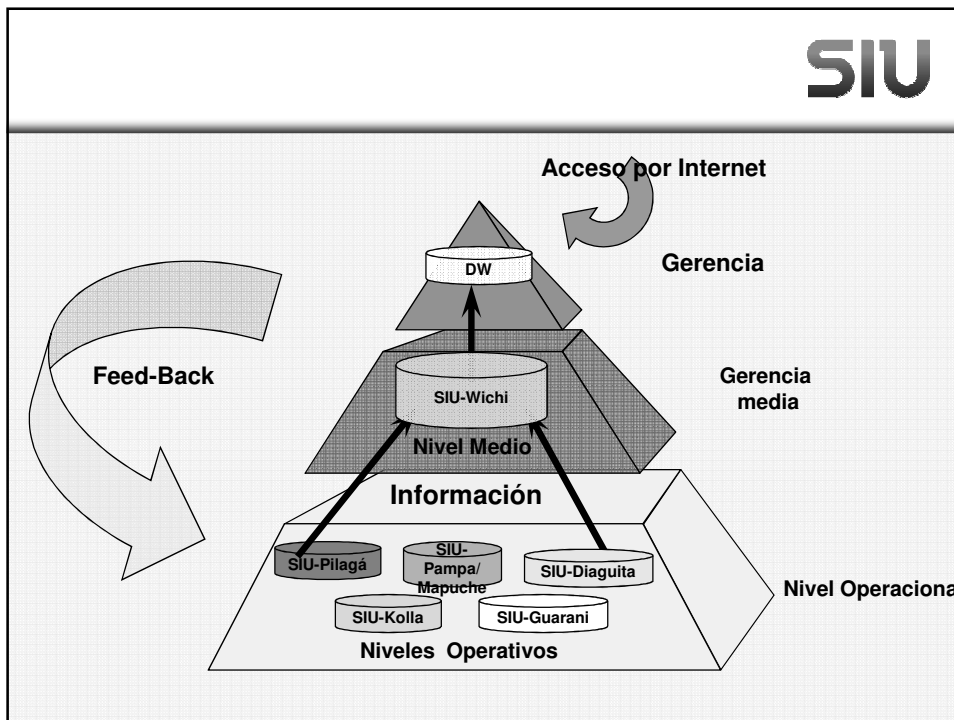 SIU
Acceso por Internet
DW
Gerencia
Feed-Back
SIU-Wichi
Gerencia
media
Nivel Medio
Información
SIU-Pilagá
SIU-
Pampa/
Mapuche
SIU-Diaguita
Nivel Operaciona
SIU-Kolla
SIU-Guarani
Niveles Operativos